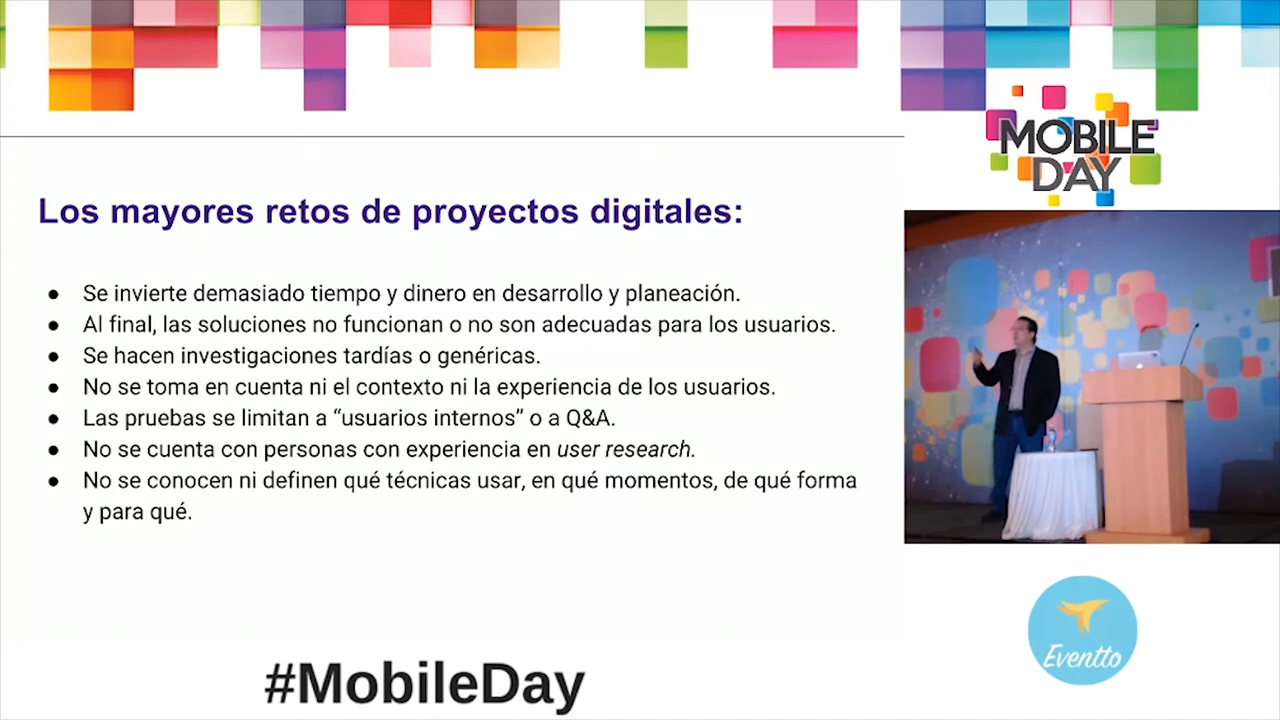 MOBILE
DAY
Los mayores retos de proyectos digitales:
● Se invierte demasiado tiempo y dinero en desarrollo y planeación.
● Al final, las soluciones no funcionan o no son adecuadas para los usuarios.
● Se hacen investigaciones tardías o genéricas.
● No se toma en cuenta ni el contexto ni la experiencia de los usuarios.
● Las pruebas se limitan a “usuarios internos” o a Q&A.
● No se cuenta con personas con experiencia en user research.
● No se conocen ni definen qué técnicas usar, en qué momentos, de qué forma
y para qué.
Eventto
#MobileDay